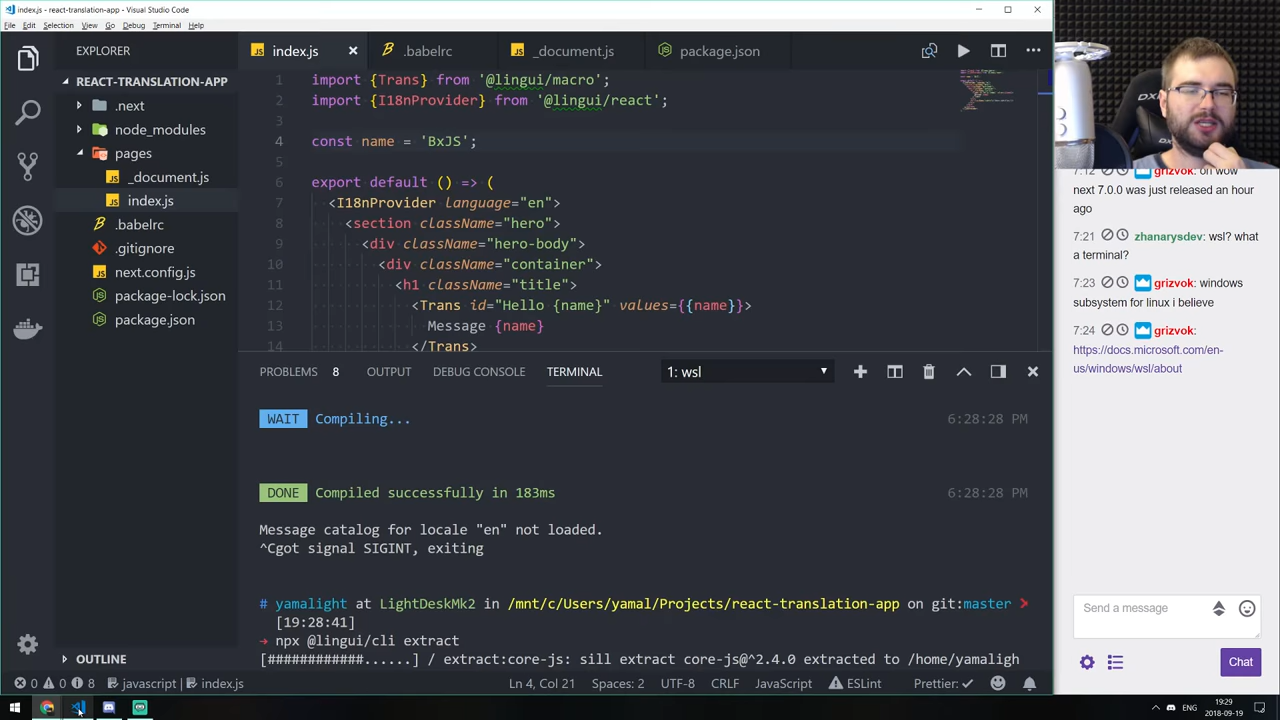 index.js - react-translation-app - Visual Studio Code
File Edit Selection View Go Debug Terminal Help
EXPLORER
REACT-TRANSLATION-APP
.next
node_modules
pages
_document.js
index.js
.babelrc
.gitignore
next.config.js
package-lock.json
package.json
OUTLINE
index.js .babelrc _document.js package.json
1 import {Trans} from '@lingui/macro';
2 import {I18nProvider} from '@lingui/react';
3
4 const name = 'BxJS';
5
6 export default () => (
7 <I18nProvider language="en">
8 <section className="hero">
9 <div className="hero-body">
10 <div className="container">
11 <h1 className="title">
12 <Trans id="Hello {name}" values={{name}}>
13 Message {name}
14 </Trans>
PROBLEMS 8 OUTPUT DEBUG CONSOLE TERMINAL 1: wsl
WAIT Compiling... 6:28:28 PM
DONE Compiled successfully in 183ms 6:28:28 PM
Message catalog for locale "en" not loaded.
^Cgot signal SIGINT, exiting
# yamalight at LightDeskMk2 in /mnt/c/Users/yamal/Projects/react-translation-app on git:master
[19:28:41]
→ npx @lingui/cli extract
[############......] / extract:core-js: sill extract core-js@^2.4.0 extracted to /home/yamaligh
0 0 8 javascript index.js Ln 4, Col 21 Spaces: 2 UTF-8 CRLF JavaScript ESLint Prettier: ✓
7:12 grizvok: oh wow
next 7.0.0 was just released an hour
ago
7:21 zhanarysdev: wsl? what
a terminal?
7:23 grizvok: windows
subsystem for linux i believe
7:24 grizvok:
https://docs.microsoft.com/en-
us/windows/wsl/about
Send a message
Chat
ENG 19:29
2018-09-19